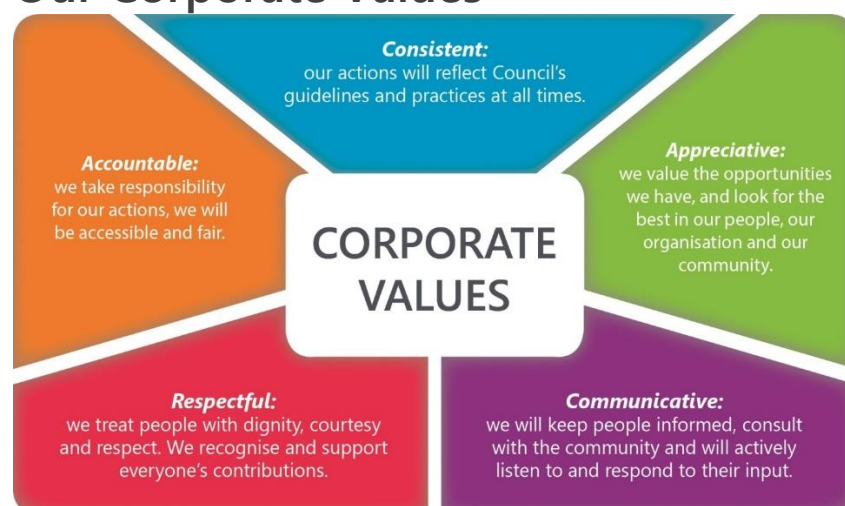 Our Corporate Values
Consistent:
our actions will reflect Council's
guidelines and practices at all times.
Accountable:
we take responsibility
for our actions, we will
be accessible and fair.
Appreciative:
we value the opportunities
we have, and look for the
best in our people, our
organisation and our
community.
CORPORATE
VALUES
Respectful:
we treat people with dignity, courtesy
and respect. We recognise and support
everyone's contributions.
Communicative:
we will keep people informed, consult
with the community and will actively
listen to and respond to their input.